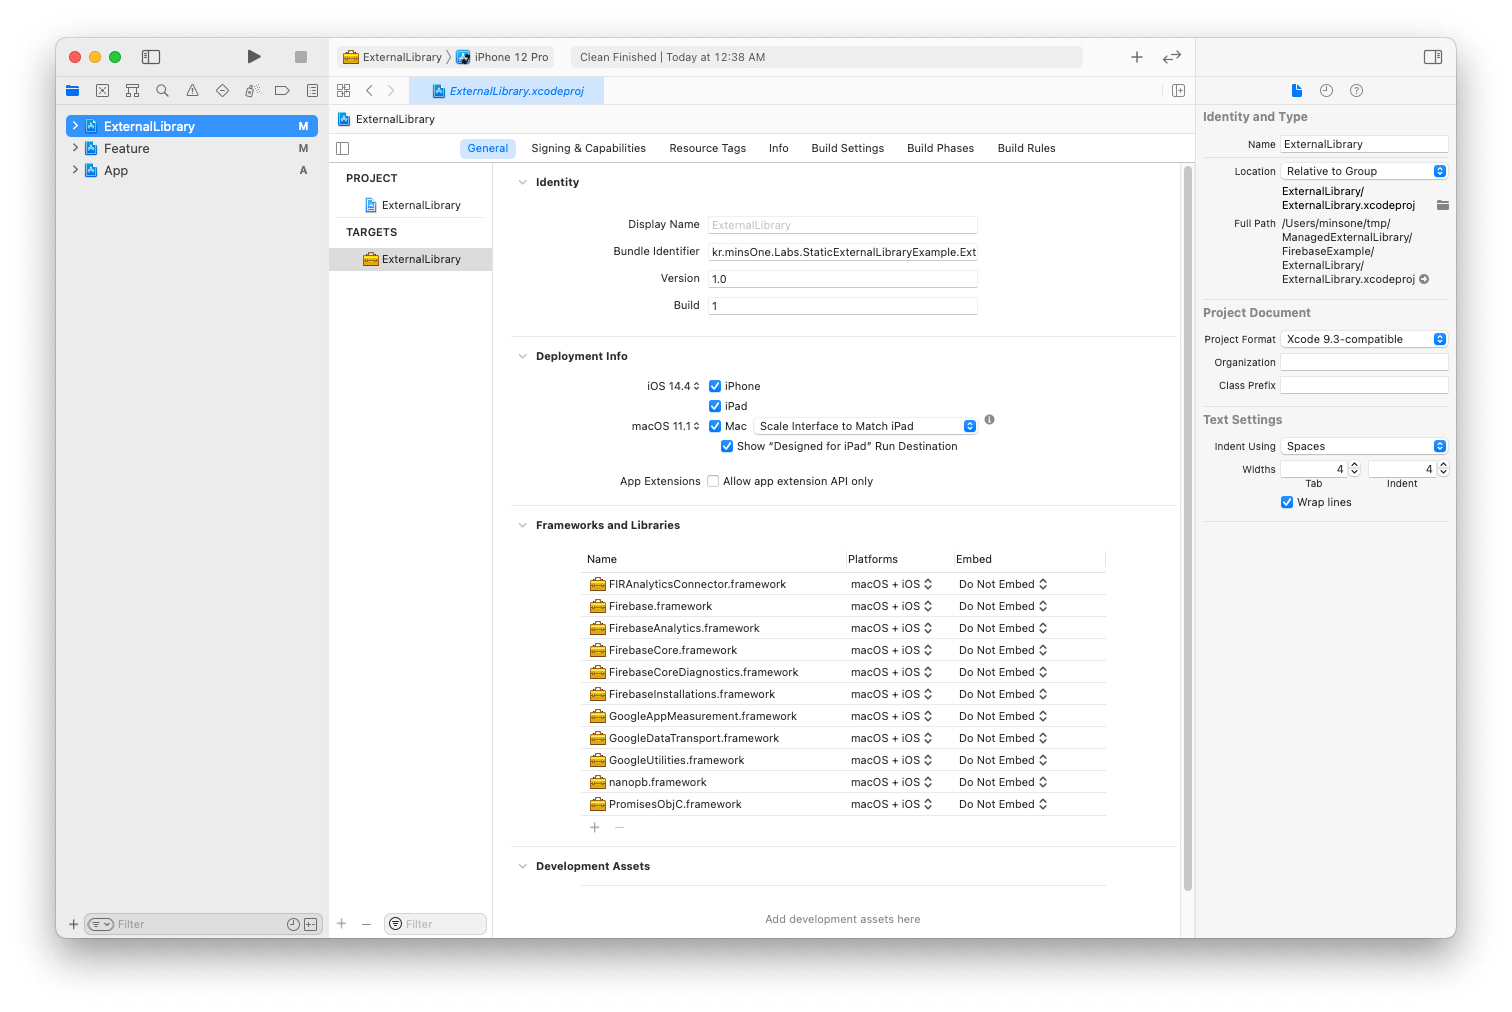 ExternalLibrary
iPhone 12 Pro
Clean Finished | Today at 12:38 AM
ExternalLibrary.xcodeproj
ExternalLibrary M
Feature M
App A
Filter
ExternalLibrary
General Signing & Capabilities Resource Tags Info Build Settings Build Phases Build Rules
PROJECT
ExternalLibrary
TARGETS
ExternalLibrary
Filter
Identity
Display Name ExternalLibrary
Bundle Identifier kr.minsOne.Labs.StaticExternalLibraryExample.Ext
Version 1.0
Build 1
Deployment Info
iOS 14.4 iPhone
iPad
macOS 11.1 Mac Scale Interface to Match iPad
Show “Designed for iPad” Run Destination
App Extensions Allow app extension API only
Frameworks and Libraries
Name Platforms Embed
FIRAnalyticsConnector.framework macOS + iOS Do Not Embed
Firebase.framework macOS + iOS Do Not Embed
FirebaseAnalytics.framework macOS + iOS Do Not Embed
FirebaseCore.framework macOS + iOS Do Not Embed
FirebaseCoreDiagnostics.framework macOS + iOS Do Not Embed
FirebaseInstallations.framework macOS + iOS Do Not Embed
GoogleAppMeasurement.framework macOS + iOS Do Not Embed
GoogleDataTransport.framework macOS + iOS Do Not Embed
GoogleUtilities.framework macOS + iOS Do Not Embed
nanopb.framework macOS + iOS Do Not Embed
PromisesObjC.framework macOS + iOS Do Not Embed
Development Assets
Add development assets here
Identity and Type
Name ExternalLibrary
Location Relative to Group
ExternalLibrary/
ExternalLibrary.xcodeproj
Full Path /Users/minsone/tmp/
ManagedExternalLibrary/
FirebaseExample/
ExternalLibrary/
ExternalLibrary.xcodeproj
Project Document
Project Format Xcode 9.3-compatible
Organization
Class Prefix
Text Settings
Indent Using Spaces
Widths 4 4
Tab Indent
Wrap lines